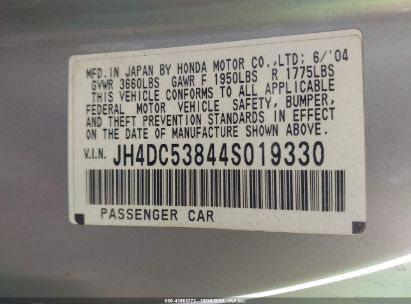 MFD. IN JAPAN BY HONDA MOTOR CO.,LTD; 6/'04
GVWR 3660LBS GAWR F 1950LBS R 1775LBS
THIS VEHICLE CONFORMS TO ALL APPLICABLE
FEDERAL MOTOR VEHICLE SAFETY, BUMPER,
AND THEFT PREVENTION STANDARDS IN EFFECT
ON THE DATE OF MANUFACTURE SHOWN ABOVE.
V.I.N. JH4DC53844S019330
PASSENGER CAR